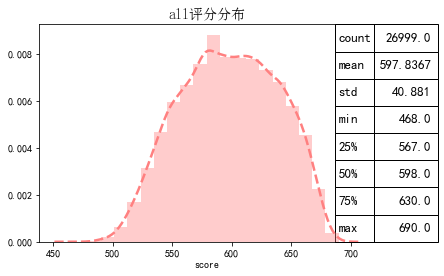 all评分分布
0.008
0.006
0.004
0.002
0.000
450 500 550 600 650 700
score
count 26999.0
mean 597.8367
std 40.881
min 468.0
25% 567.0
50% 598.0
75% 630.0
max 690.0